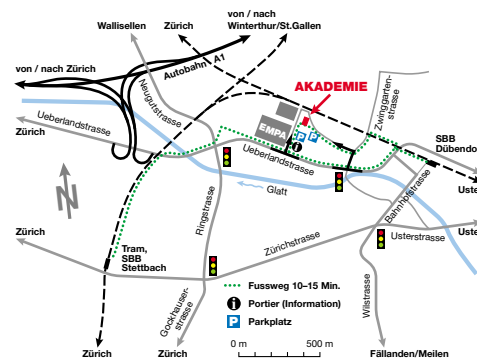 von / nach
Winterthur/St.Gallen
Wallisellen
Zürich
von / nach Zürich
Autobahn A1
Neugutstrasse
AKADEMIE
Zwinggarten-
strasse
Zürich
Ueberlandstrasse
EMPA
P P
i
Ueberlandstrasse
SBB
Dübendo
Uste
Glatt
Bahnhofstrasse
N
Ringstrasse
Zürich
Zürichstrasse
Usterstrasse
Uste
Tram,
SBB
Stettbach
Gockhauser-
strasse
Wilstrasse
Fussweg 10–15 Min.
i Portier (Information)
P Parkplatz
Zürich
Zürich
0 m 500 m
Fällanden/Meilen